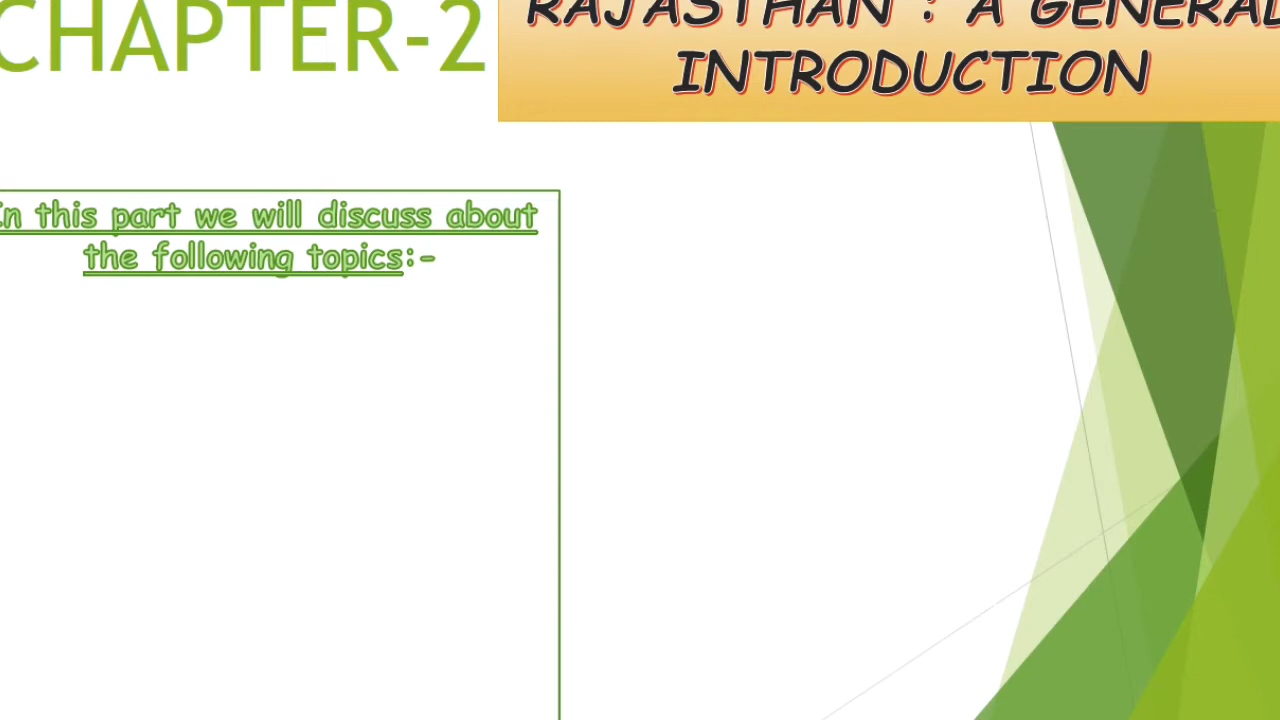 CHAPTER-2
RAJASTHAN : A GENERAL
INTRODUCTION
In this part we will discuss about
the following topics:-